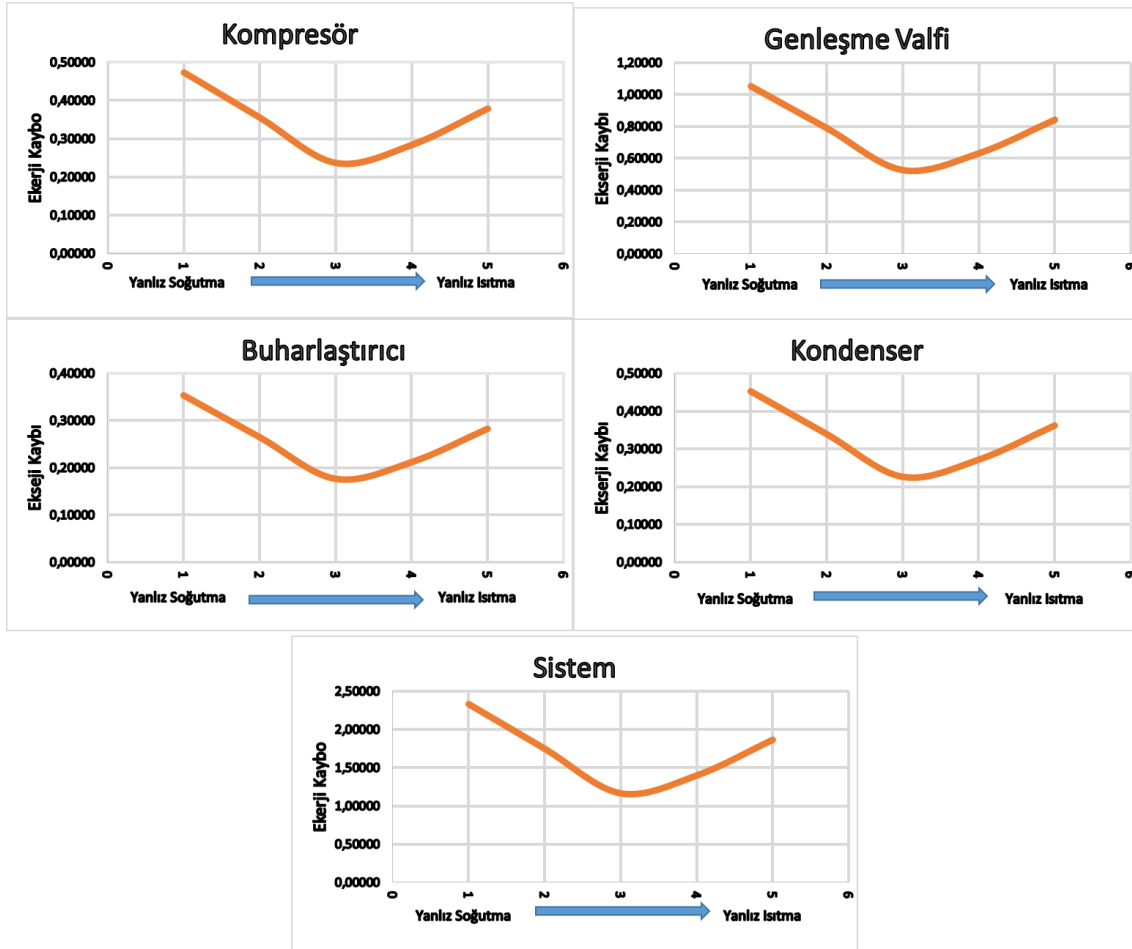 Kompresör
Ekerji Kaybo
0,50000
0,40000
0,30000
0,20000
0,10000
0,00000
0 1 2 3 4 5 6
Yanlız Soğutma Yanlız Isıtma
Genleşme Valfi
Ekserji Kaybı
1,20000
1,00000
0,80000
0,60000
0,40000
0,20000
0,00000
0 1 2 3 4 5 6
Yanlız Soğutma Yanlız Isıtma
Buharlaştırıcı
Ekseji Kaybı
0,40000
0,30000
0,20000
0,10000
0,00000
0 1 2 3 4 5 6
Yanlız Soğutma Yanlız Isıtma
Kondenser
Ekserji Kaybı
0,50000
0,40000
0,30000
0,20000
0,10000
0,00000
0 1 2 3 4 5 6
Yanlız Soğutma Yanlız Isıtma
Sistem
Ekerji Kaybo
2,50000
2,00000
1,50000
1,00000
0,50000
0,00000
0 1 2 3 4 5 6
Yanlız Soğutma Yanlız Isıtma